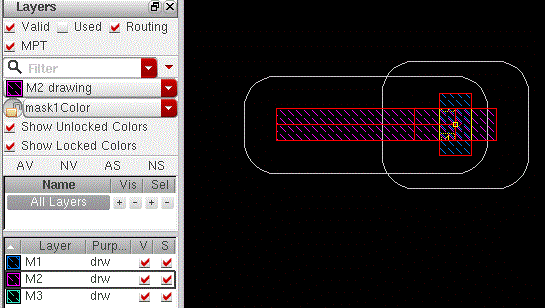 Layers
Valid Used Routing
MPT
Filter
M2 drawing
mask1Color
Show Unlocked Colors
Show Locked Colors
AV NV AS NS
Name Vis Sel
All Layers + - + -
Layer Purp... V S
M1 drw
M2 drw
M3 drw